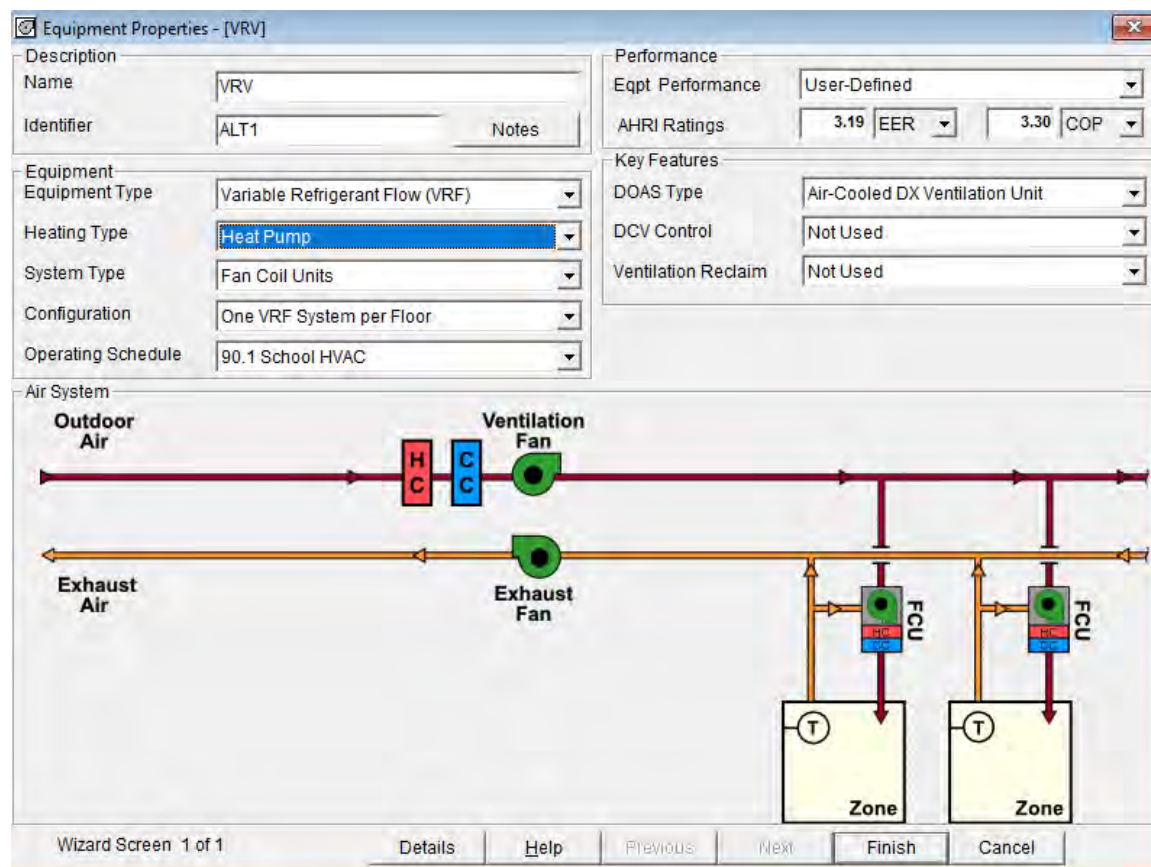 Equipment Properties - [VRV]
Description
Name VRV
Identifier ALT1 Notes
Equipment
Equipment Type Variable Refrigerant Flow (VRF)
Heating Type Heat Pump
System Type Fan Coil Units
Configuration One VRF System per Floor
Operating Schedule 90.1 School HVAC
Performance
Eqpt Performance User-Defined
AHRI Ratings 3.19 EER 3.30 COP
Key Features
DOAS Type Air-Cooled DX Ventilation Unit
DCV Control Not Used
Ventilation Reclaim Not Used
Air System
Outdoor
Air
HC
CC
Ventilation
Fan
Exhaust
Air
Exhaust
Fan
FCU
HC
CC
FCU
HC
CC
T
T
Zone
Zone
Wizard Screen 1 of 1 Details Help Previous Next Finish Cancel